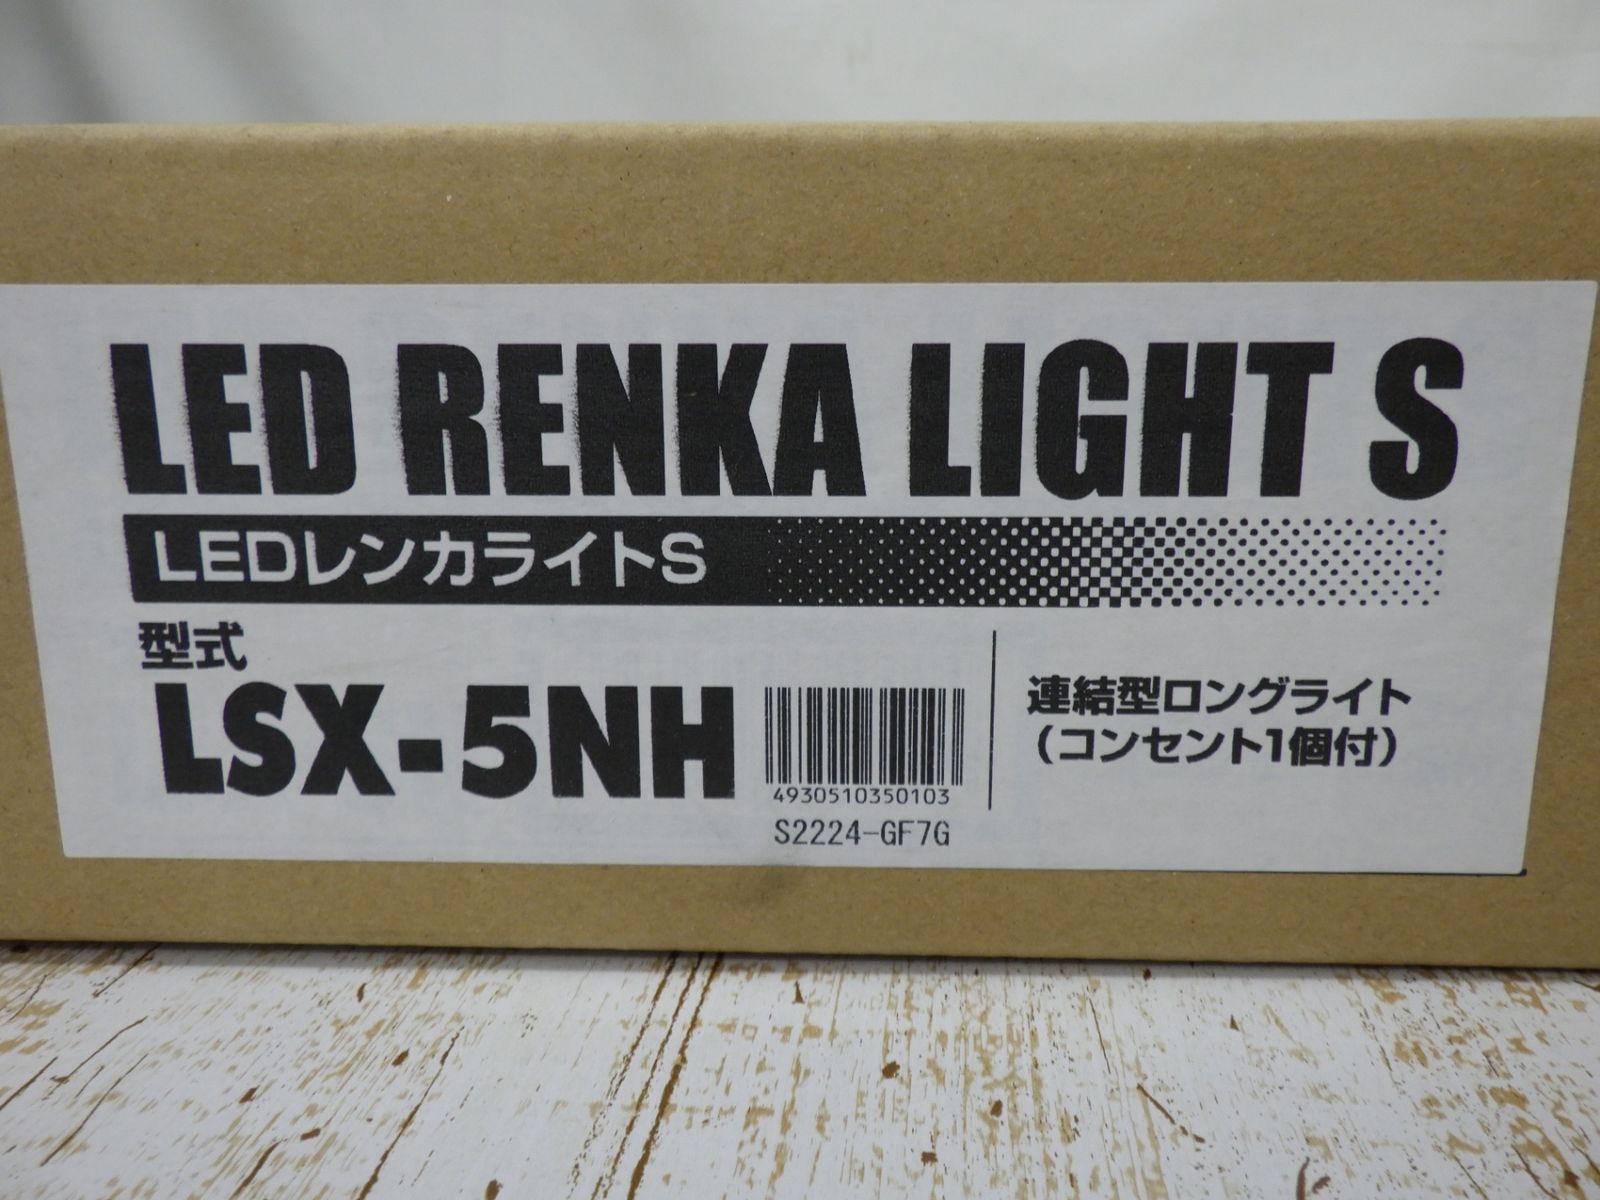 LED RENKA LIGHT S
LEDレンカライトS
型式
LSX-5NH
4930510350103
S2224-GF7G
連結型ロングライト
（コンセント1個付）